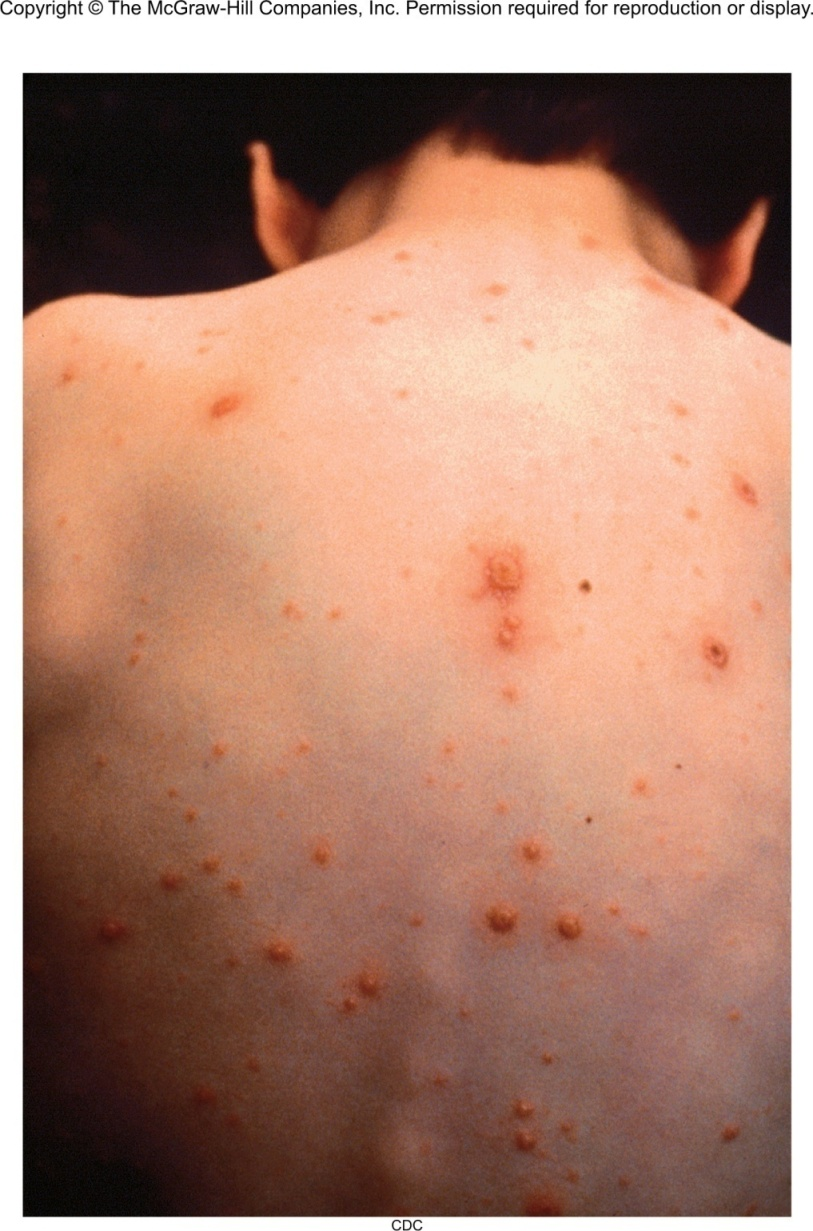 Copyright © The McGraw-Hill Companies, Inc. Permission required for reproduction or display.
CDC